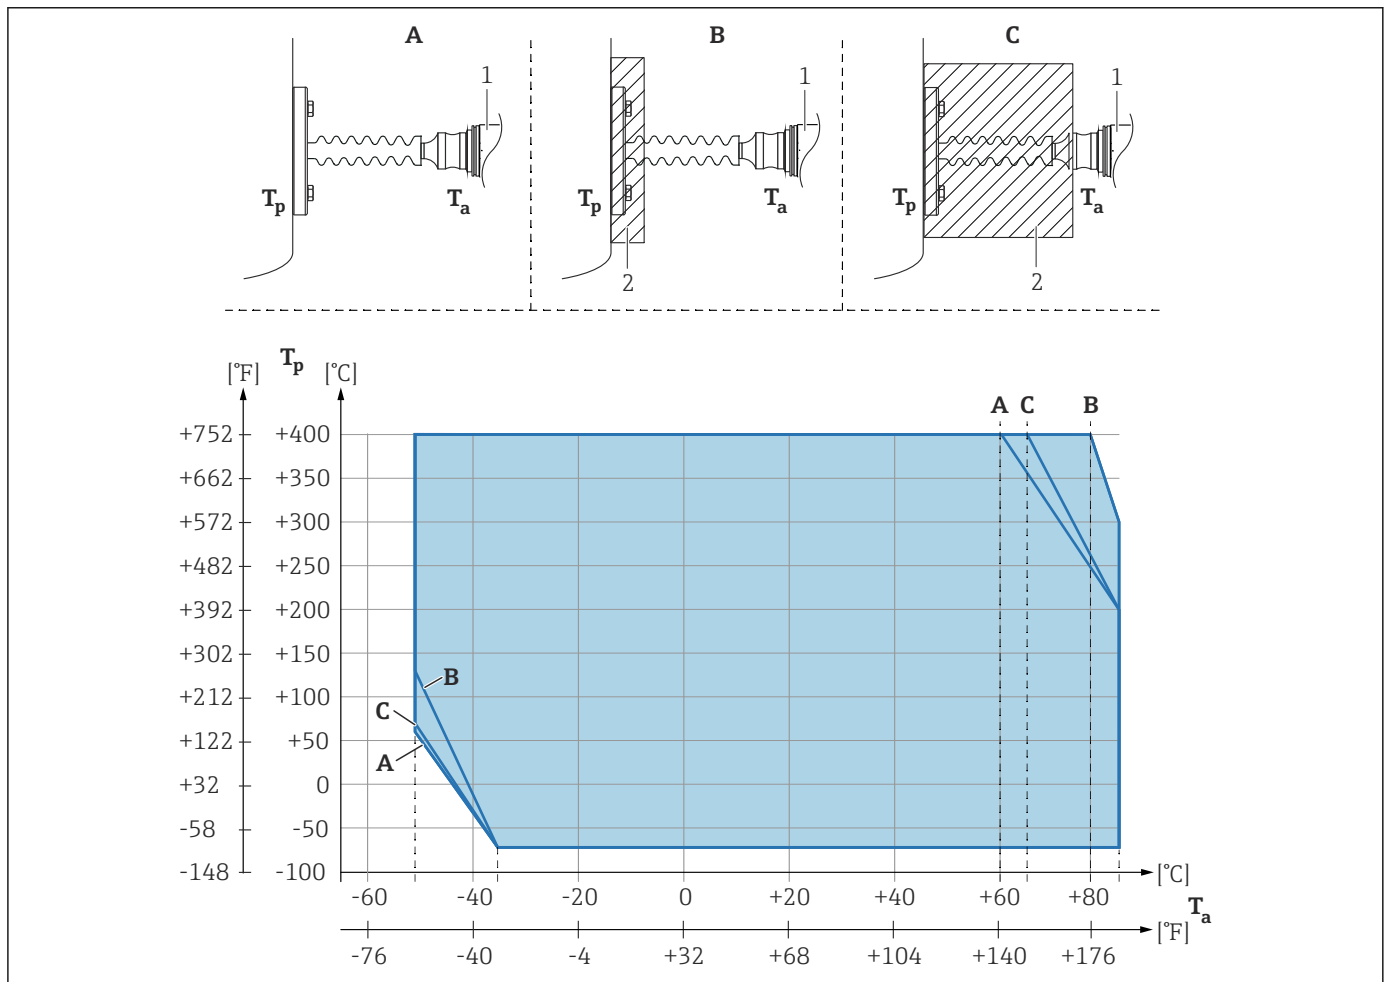 A B C
1 1 1
Tp Ta Tp Ta Tp Ta
2 2
Tp
[°F] [°C]
A C B
+752 +400
+662 +350
+572 +300
+482 +250
+392 +200
+302 +150
+212 +100
B
C
+122 +50
A
+32 0
-58 -50
-148 -100
[°C]
-60 -40 -20 0 +20 +40 +60 +80
Ta
[°F]
-76 -40 -4 +32 +68 +104 +140 +176